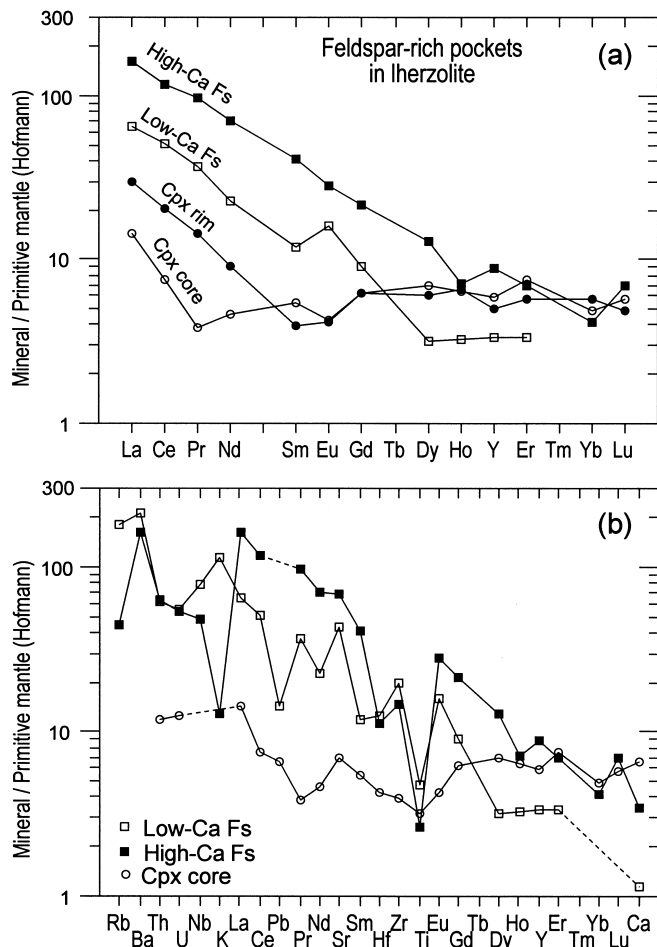 300
Feldspar-rich pockets
in lherzolite
(a)
High-Ca Fs
100
Low-Ca Fs
Cpx rim
Cpx core
10
1
Mineral / Primitive mantle (Hofmann)
La Ce Pr Nd Sm Eu Gd Tb Dy Ho Y Er Tm Yb Lu
300
(b)
100
10
Low-Ca Fs
High-Ca Fs
Cpx core
1
Mineral / Primitive mantle (Hofmann)
Rb Th Nb La Pb Nd Sm Zr Eu Tb Ho Er Yb Ca
Ba U K Ce Pr Sr Hf Ti Gd Dy Y Tm Lu